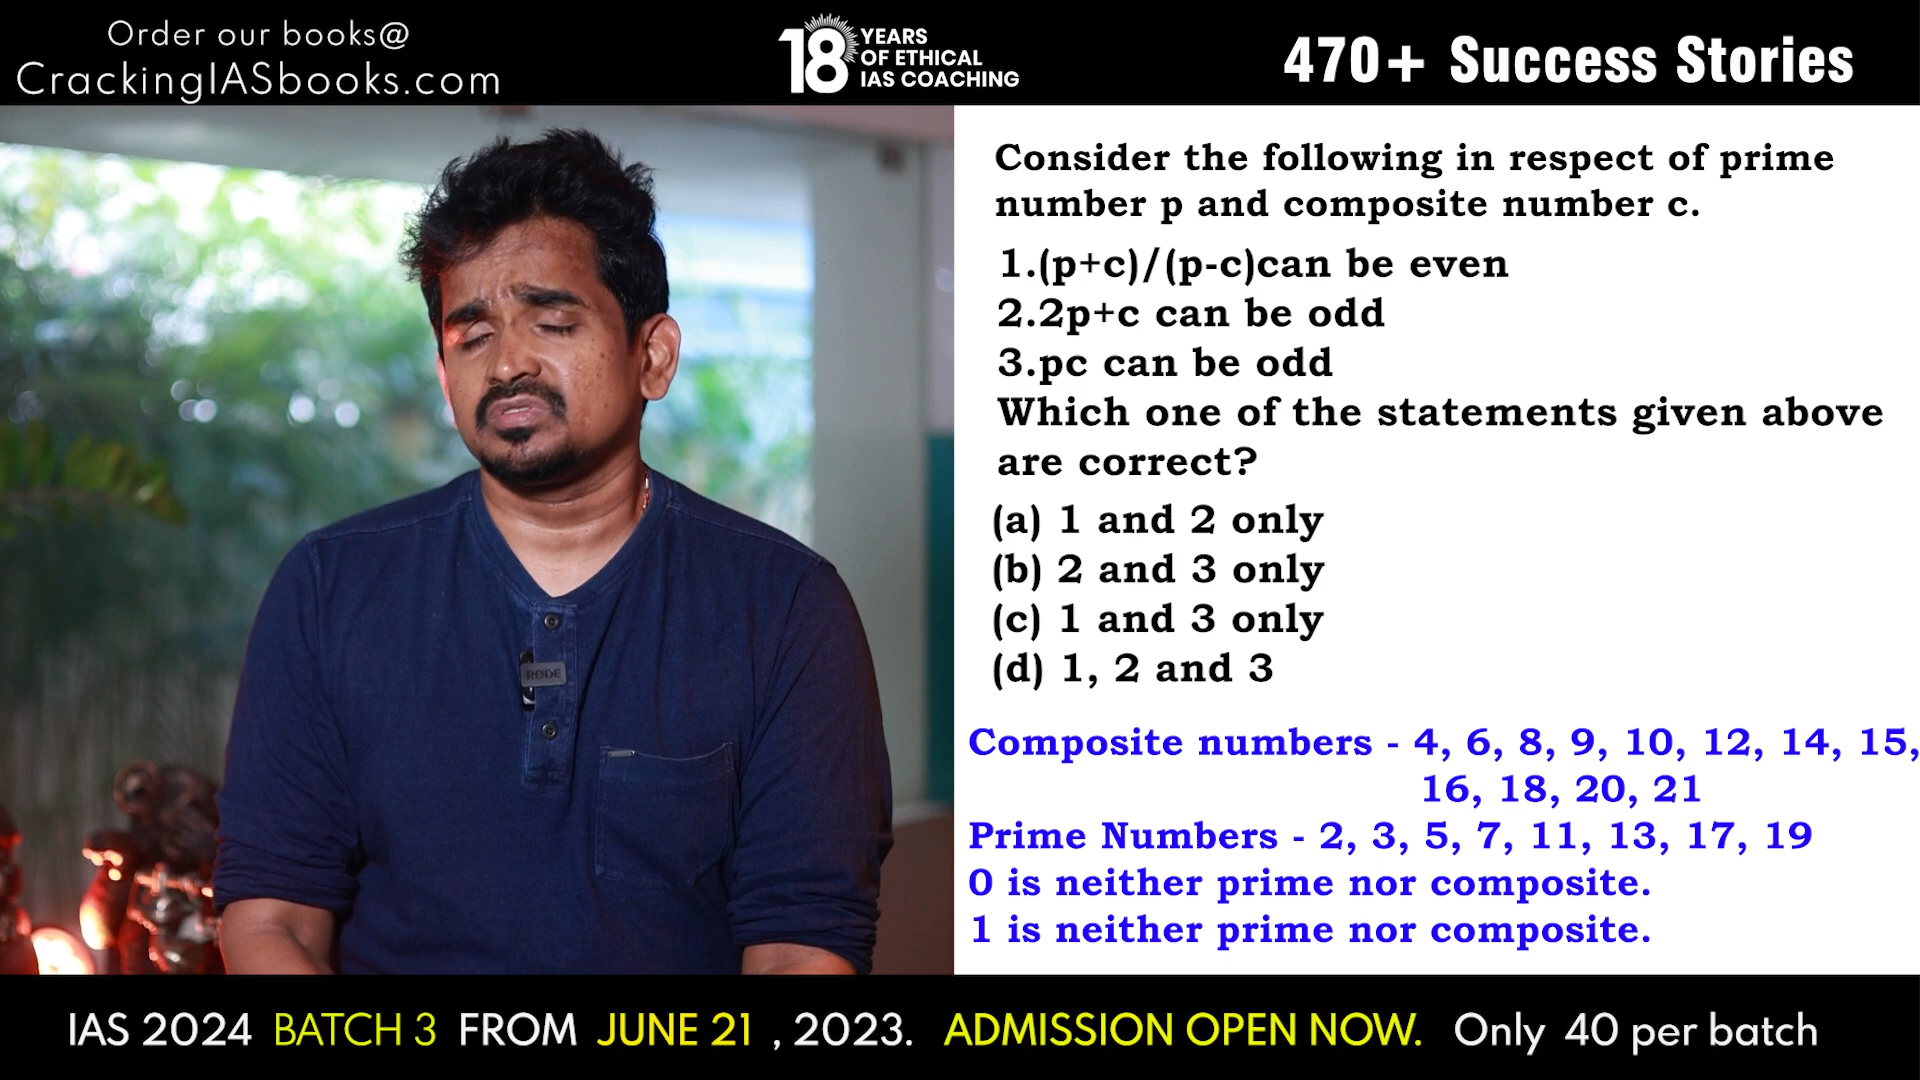 Order our books@
CrackingIASbooks.com
18 YEARS
OF ETHICAL
IAS COACHING
470+ Success Stories
Consider the following in respect of prime
number p and composite number c.
1.(p+c)/(p-c)can be even
2.2p+c can be odd
3.pc can be odd
Which one of the statements given above
are correct?
(a) 1 and 2 only
(b) 2 and 3 only
(c) 1 and 3 only
(d) 1, 2 and 3
Composite numbers - 4, 6, 8, 9, 10, 12, 14, 15,
16, 18, 20, 21
Prime Numbers - 2, 3, 5, 7, 11, 13, 17, 19
0 is neither prime nor composite.
1 is neither prime nor composite.
RØDE
IAS 2024 BATCH 3 FROM JUNE 21 , 2023. ADMISSION OPEN NOW. Only 40 per batch